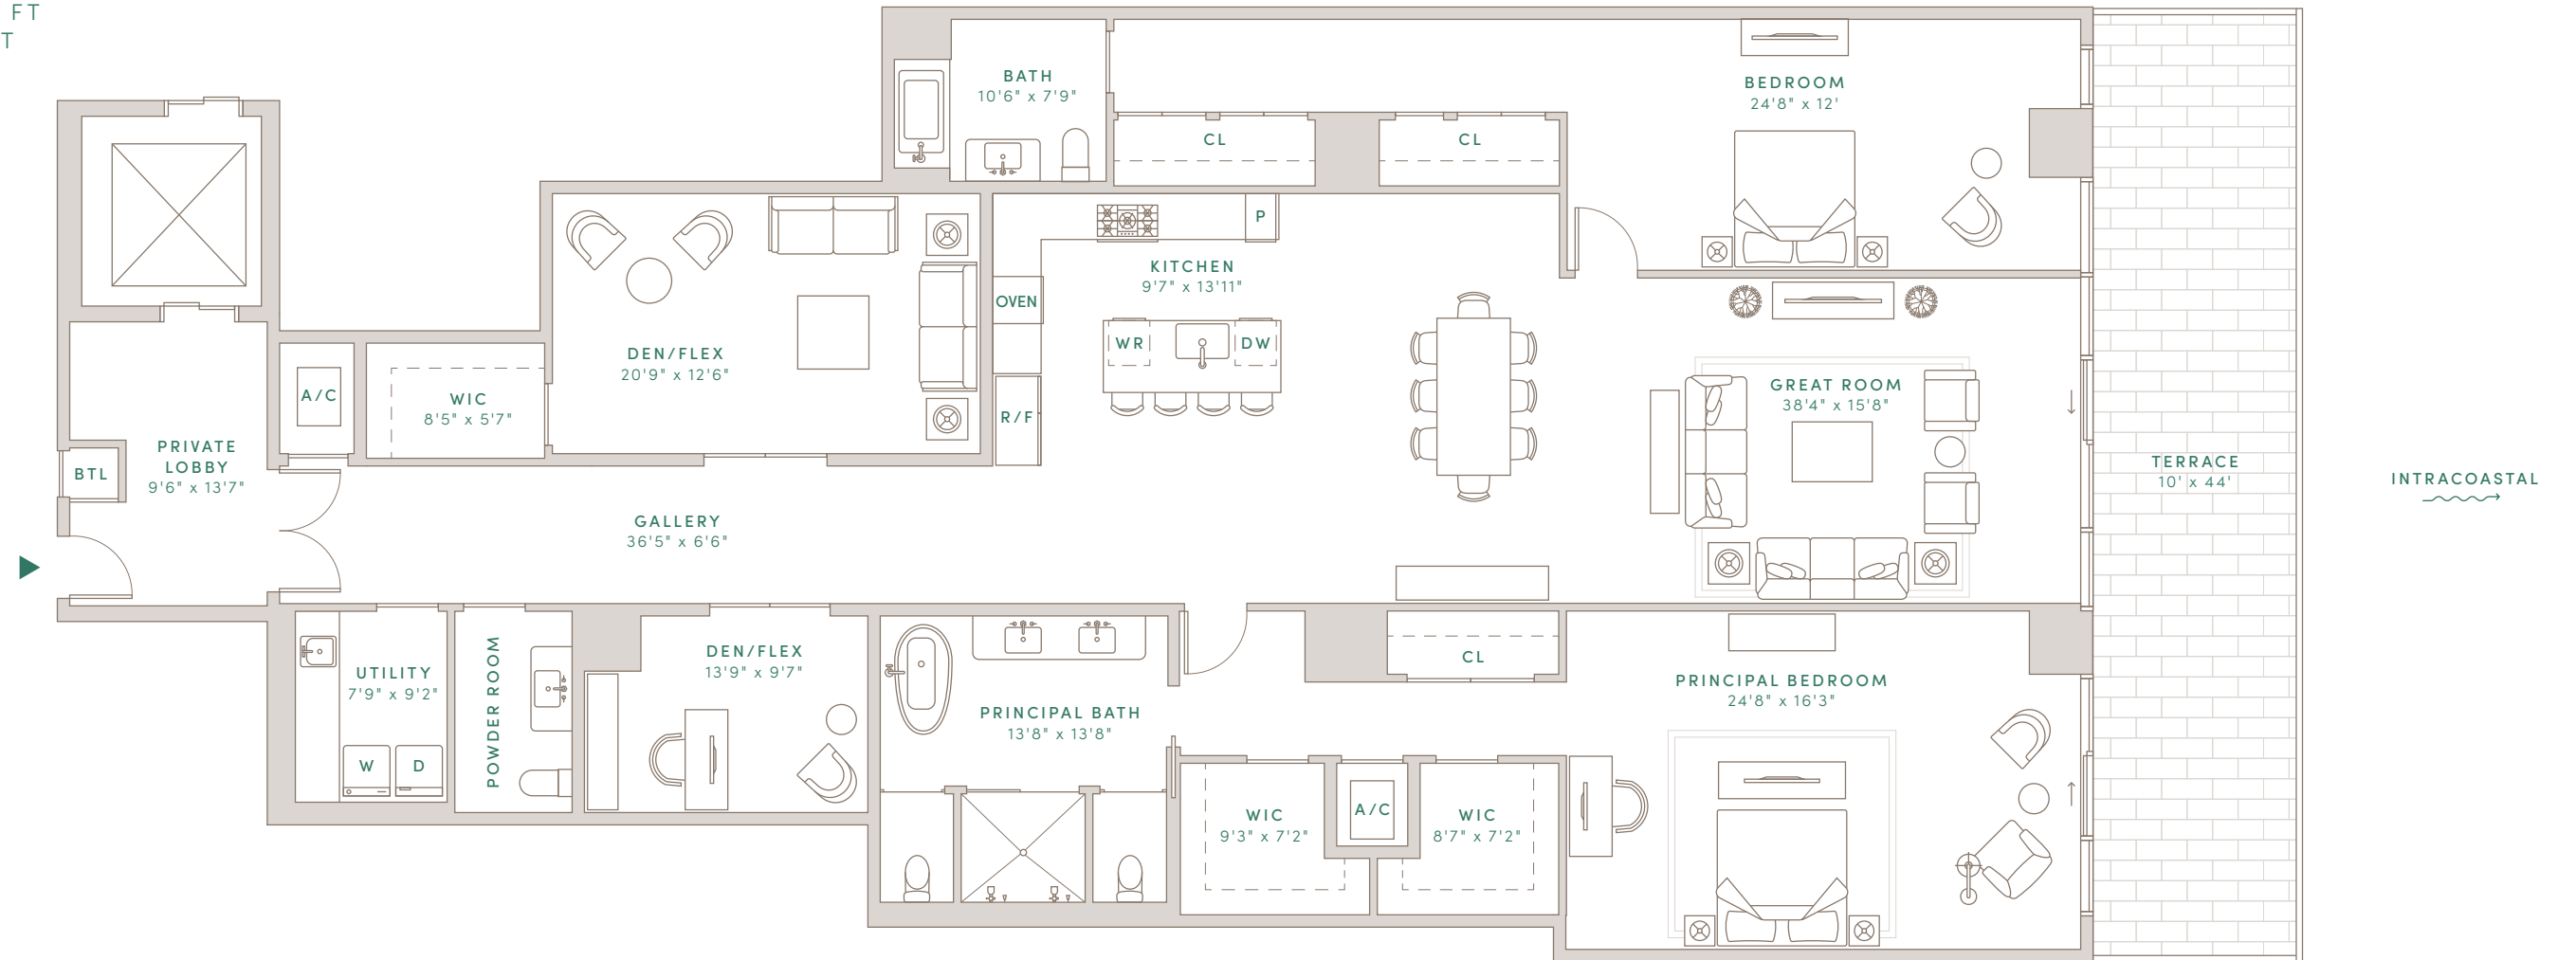 FT
T
BATH
10'6" x 7'9"
CL
CL
BEDROOM
24'8" x 12'
P
KITCHEN
9'7" x 13'11"
OVEN
WR
DW
R/F
DEN/FLEX
20'9" x 12'6"
A/C
WIC
8'5" x 5'7"
PRIVATE
LOBBY
9'6" x 13'7"
BTL
GREAT ROOM
38'4" x 15'8"
TERRACE
10' x 44'
INTRACOASTAL
GALLERY
36'5" x 6'6"
UTILITY
7'9" x 9'2"
W
D
POWDER ROOM
DEN/FLEX
13'9" x 9'7"
PRINCIPAL BATH
13'8" x 13'8"
CL
PRINCIPAL BEDROOM
24'8" x 16'3"
WIC
9'3" x 7'2"
A/C
WIC
8'7" x 7'2"